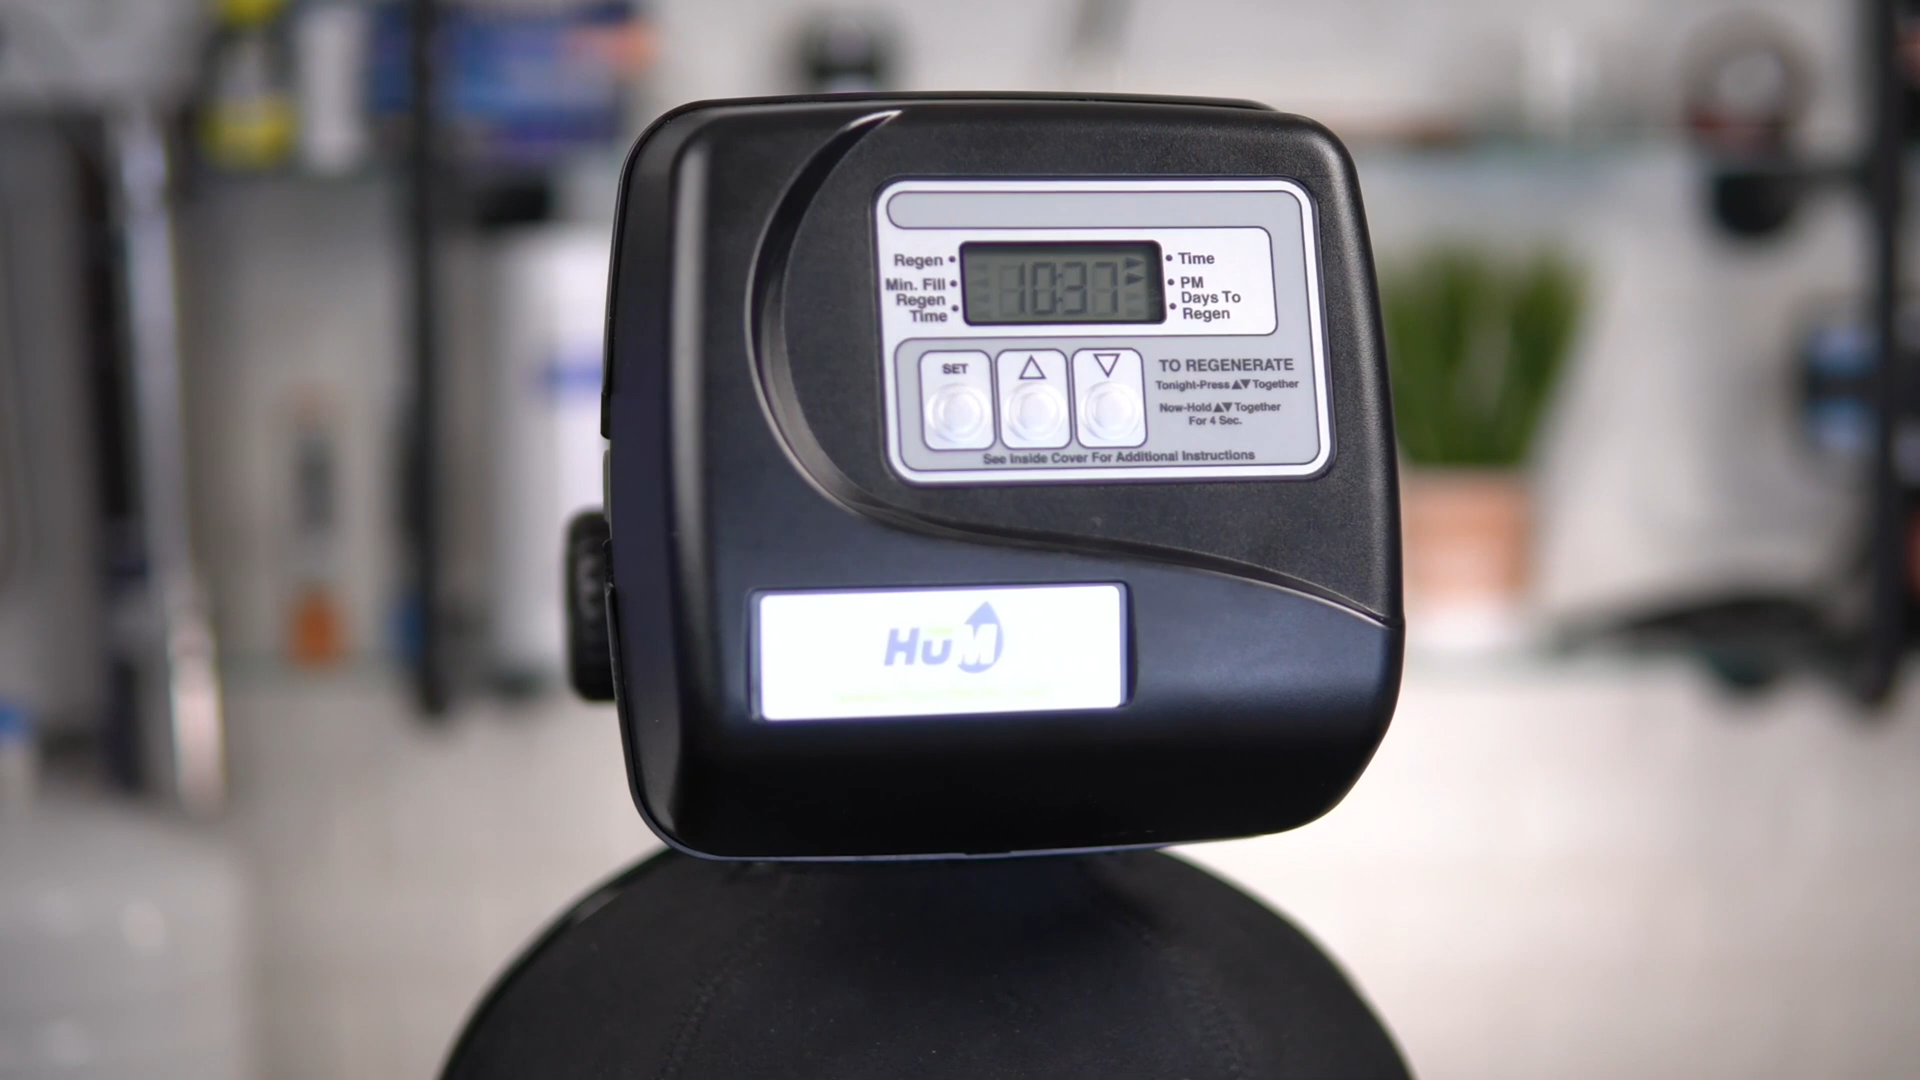 Regen •
Min. Fill •
Regen
Time •
10:37
• Time
• PM
• Days To
Regen
SET △ ▽
TO REGENERATE
Tonight-Press ▲▼ Together
Now-Hold ▲▼ Together
For 4 Sec.
See Inside Cover For Additional Instructions
HūM